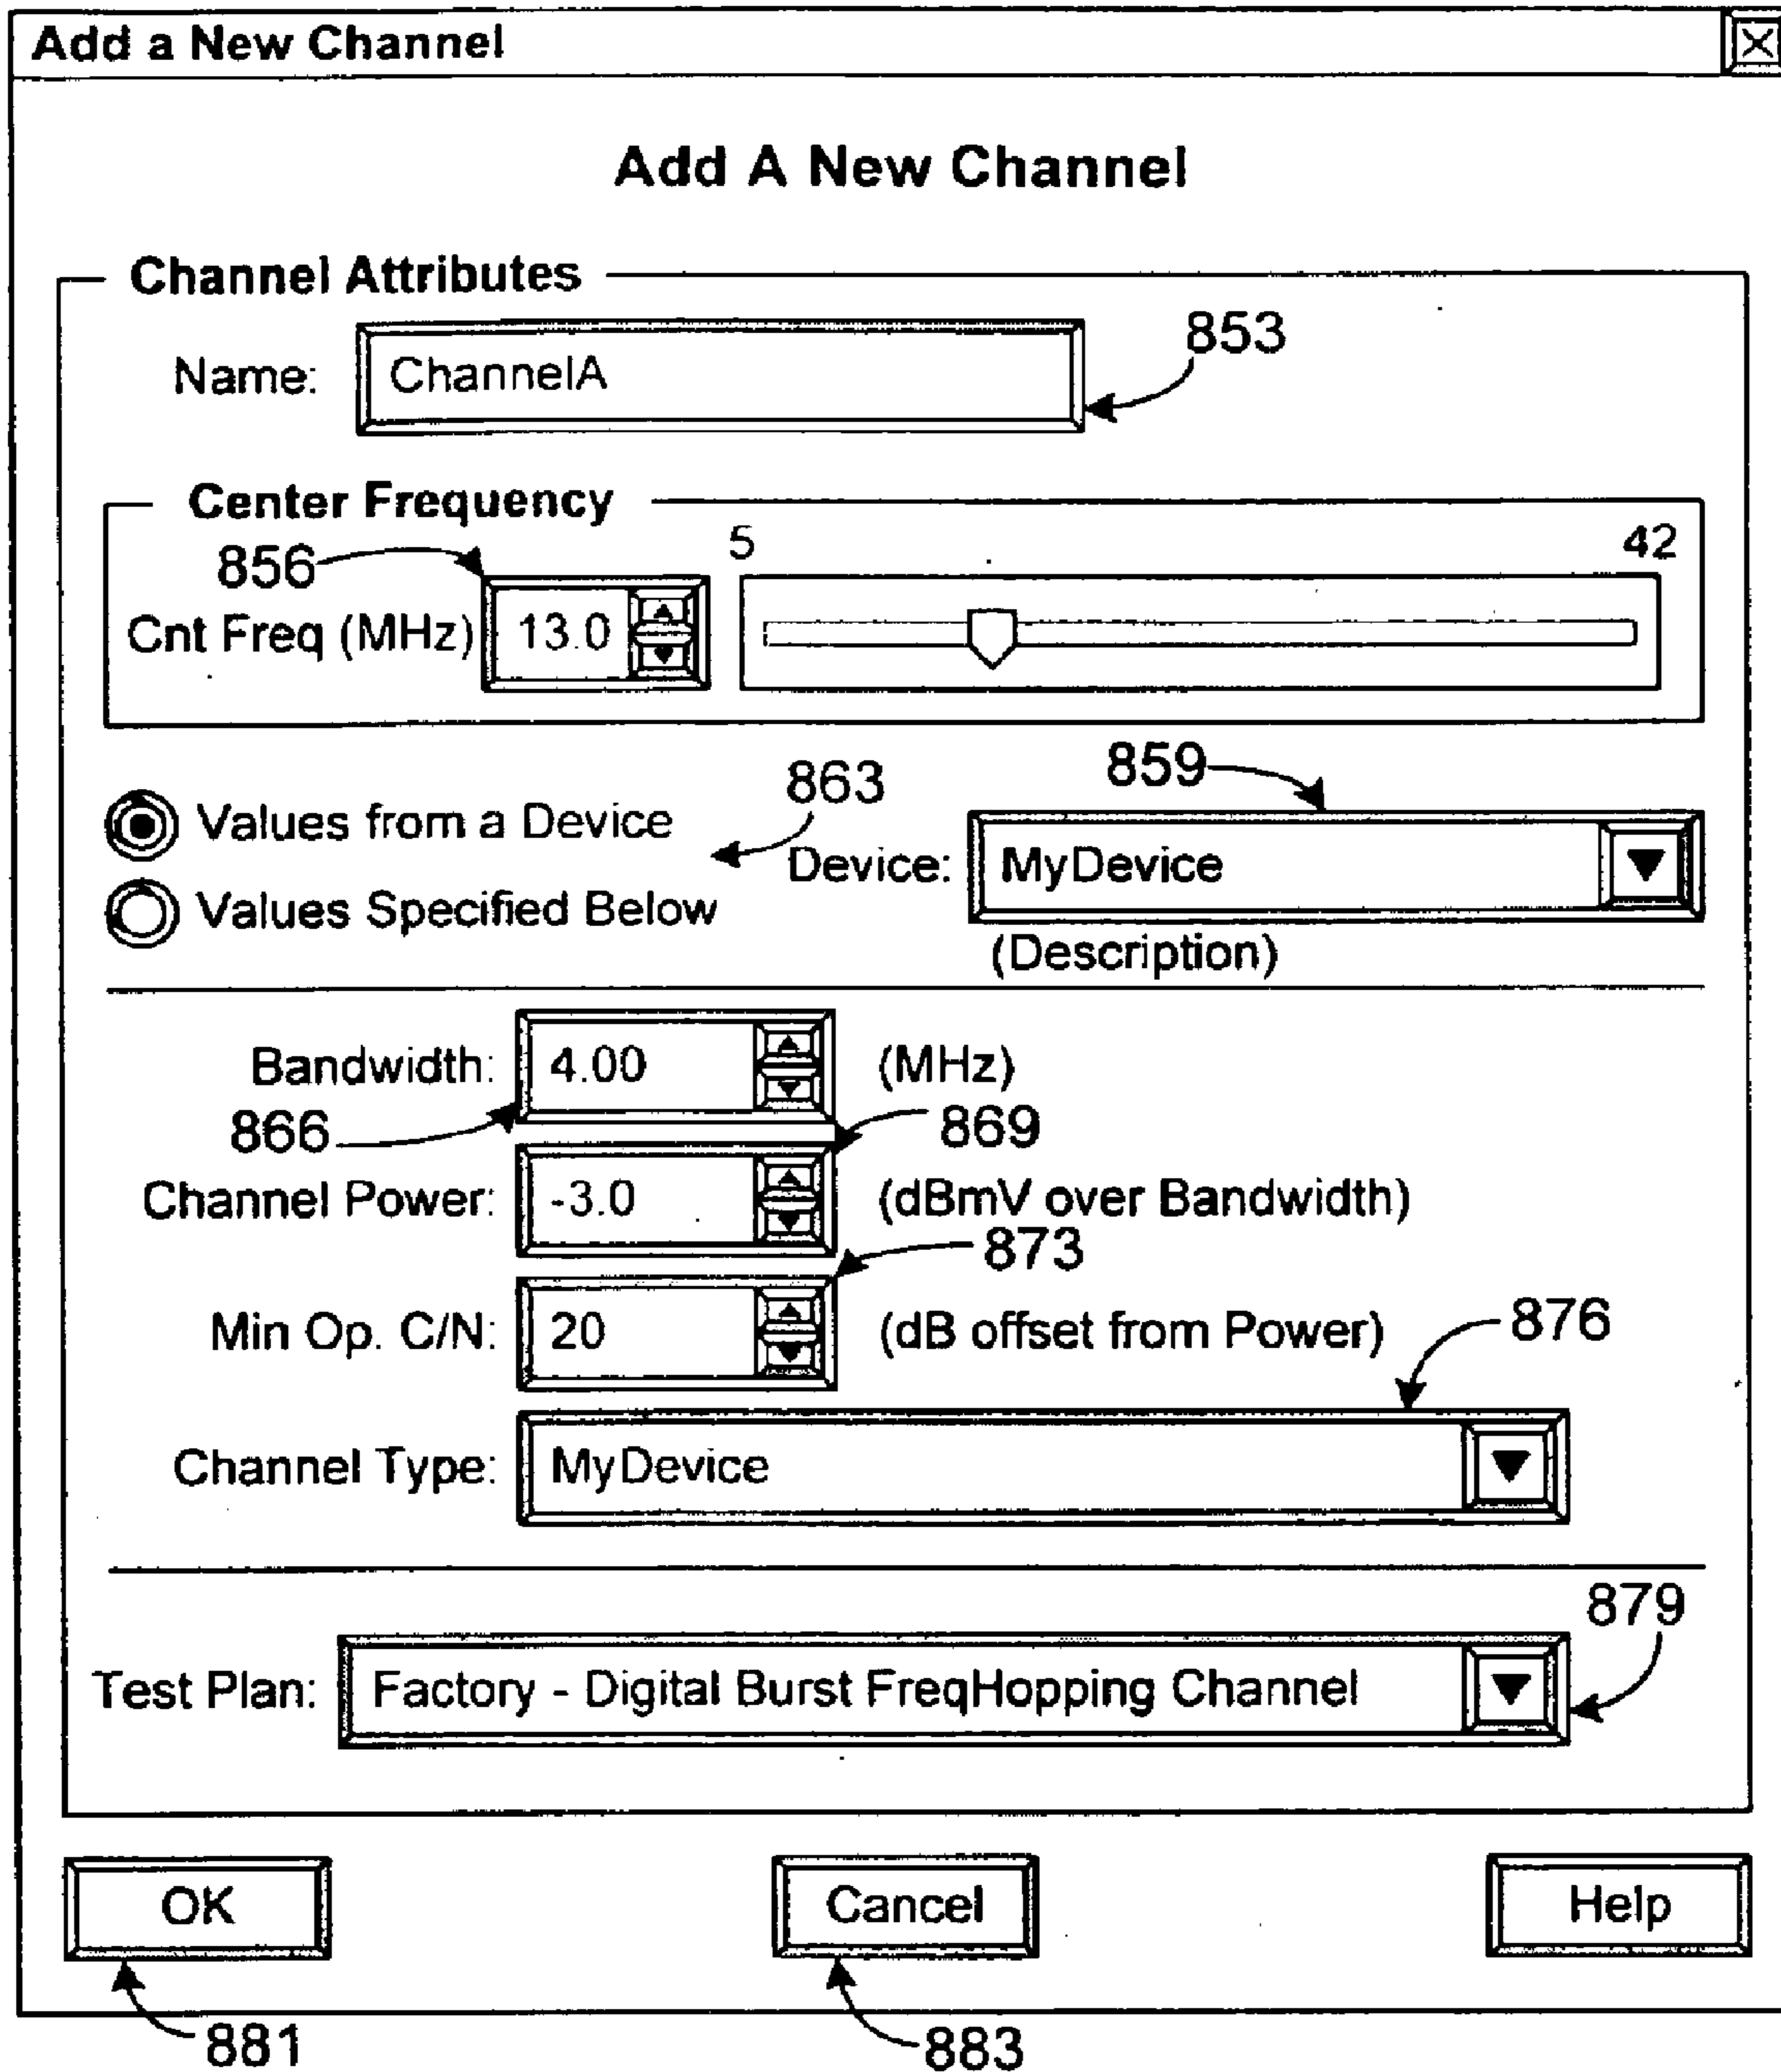 Add a New Channel
Add A New Channel
Channel Attributes
853
Name: ChannelA
Center Frequency
856
5 42
Cnt Freq (MHz) 13.0
863
859
Values from a Device
Device: MyDevice
Values Specified Below
(Description)
Bandwidth: 4.00 (MHz)
866
869
Channel Power: -3.0 (dBmV over Bandwidth)
873
Min Op. C/N: 20 (dB offset from Power)
876
Channel Type: MyDevice
879
Test Plan: Factory - Digital Burst FreqHopping Channel
OK Cancel Help
881 883